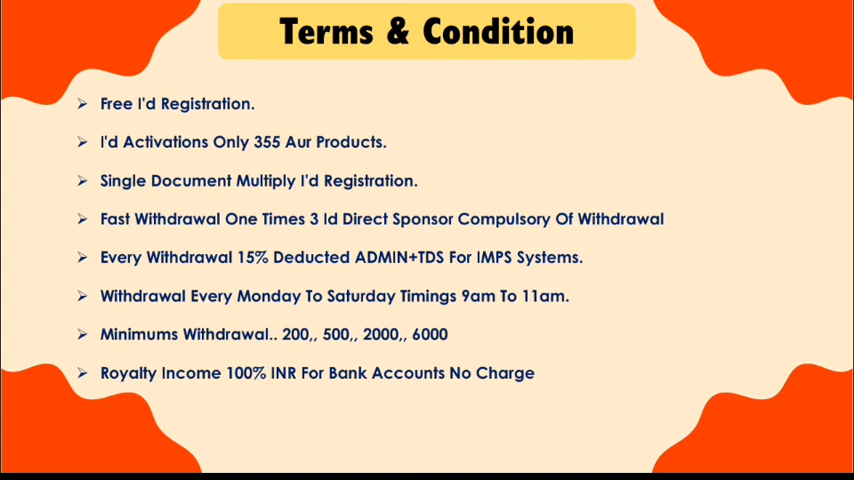 Terms & Condition
➢ Free I'd Registration.
➢ I'd Activations Only 355 Aur Products.
➢ Single Document Multiply I'd Registration.
➢ Fast Withdrawal One Times 3 Id Direct Sponsor Compulsory Of Withdrawal
➢ Every Withdrawal 15% Deducted ADMIN+TDS For IMPS Systems.
➢ Withdrawal Every Monday To Saturday Timings 9am To 11am.
➢ Minimums Withdrawal.. 200,, 500,, 2000,, 6000
➢ Royalty Income 100% INR For Bank Accounts No Charge